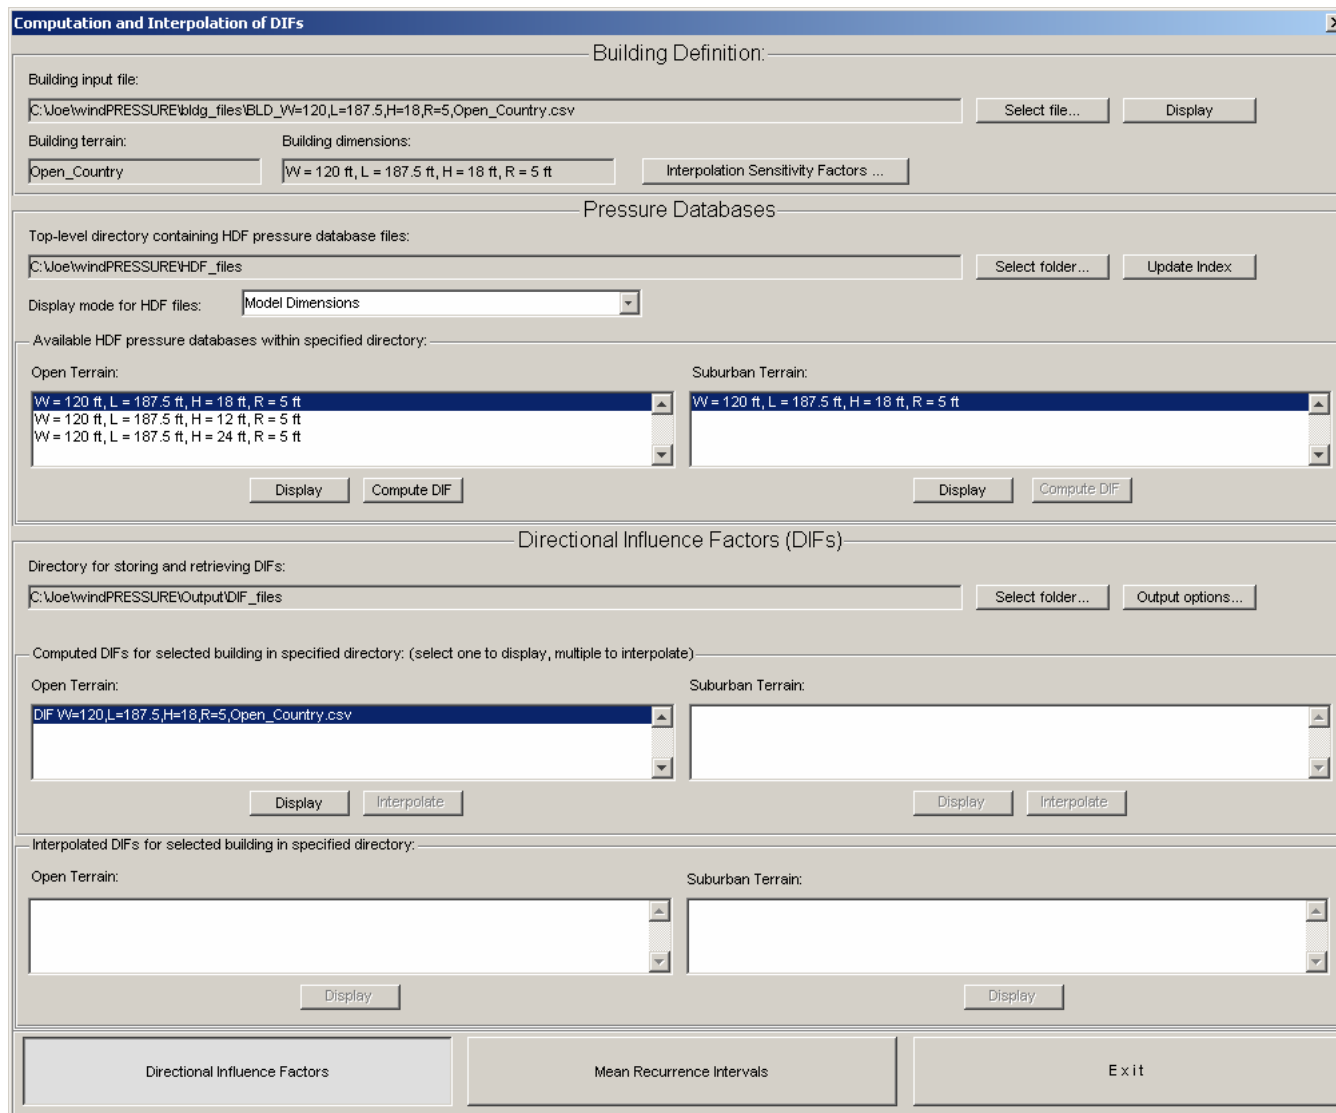 Computation and Interpolation of DIFs
Building Definition:
Building input file:
C:\Joe\windPRESSURE\bldg_files\BLD_W=120,L=187.5,H=18,R=5,Open_Country.csv
Select file...
Display
Building terrain:
Building dimensions:
Open_Country
W = 120 ft, L = 187.5 ft, H = 18 ft, R = 5 ft
Interpolation Sensitivity Factors ...
Pressure Databases
Top-level directory containing HDF pressure database files:
C:\Joe\windPRESSURE\HDF_files
Select folder...
Update Index
Display mode for HDF files:
Model Dimensions
Available HDF pressure databases within specified directory:
Open Terrain:
W = 120 ft, L = 187.5 ft, H = 18 ft, R = 5 ft
W = 120 ft, L = 187.5 ft, H = 12 ft, R = 5 ft
W = 120 ft, L = 187.5 ft, H = 24 ft, R = 5 ft
Display
Compute DIF
Suburban Terrain:
W = 120 ft, L = 187.5 ft, H = 18 ft, R = 5 ft
Display
Compute DIF
Directional Influence Factors (DIFs)
Directory for storing and retrieving DIFs:
C:\Joe\windPRESSURE\Output\DIF_files
Select folder...
Output options...
Computed DIFs for selected building in specified directory: (select one to display, multiple to interpolate)
Open Terrain:
DIF W=120,L=187.5,H=18,R=5,Open_Country.csv
Display
Interpolate
Suburban Terrain:
Display
Interpolate
Interpolated DIFs for selected building in specified directory:
Open Terrain:
Display
Suburban Terrain:
Display
Directional Influence Factors
Mean Recurrence Intervals
Exit